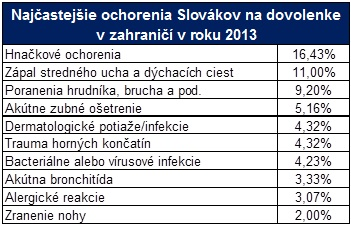 Najčastejšie ochorenia Slovákov na dovolenke
v zahraničí v roku 2013
Hnačkové ochorenia 16,43%
Zápal stredného ucha a dýchacích ciest 11,00%
Poranenia hrudníka, brucha a pod. 9,20%
Akútne zubné ošetrenie 5,16%
Dermatologické potiaže/infekcie 4,32%
Trauma horných končatín 4,32%
Bacteriálne alebo vírusové infekcie 4,23%
Akútna bronchitída 3,33%
Alergické reakcie 3,07%
Zranenie nohy 2,00%